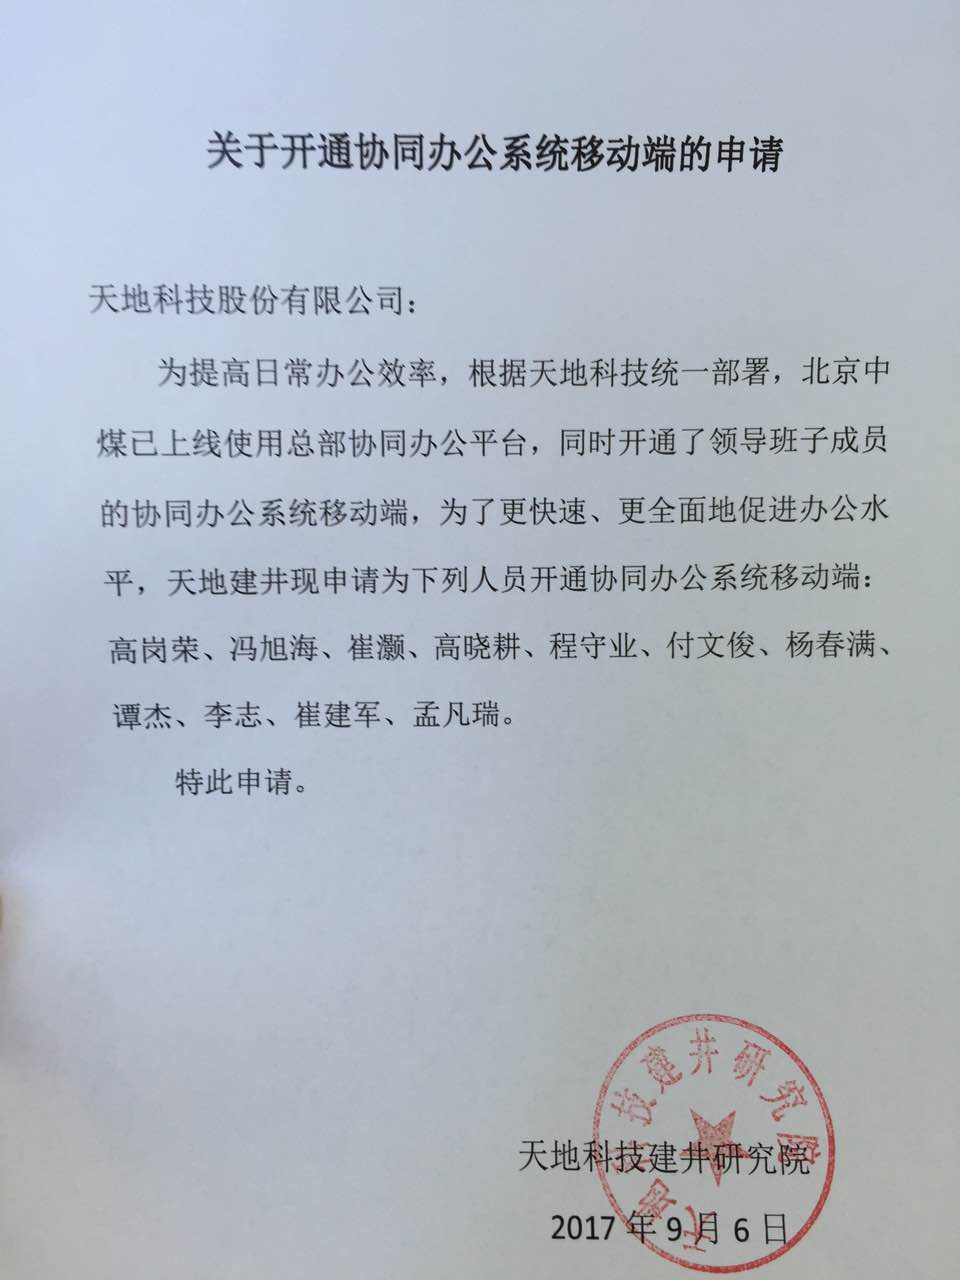 关于开通协同办公系统移动端的申请
天地科技股份有限公司：
为提高日常办公效率，根据天地科技统一部署，北京中
煤已上线使用总部协同办公平台，同时开通了领导班子成员
的协同办公系统移动端，为了更快速、更全面地促进办公水
平，天地建井现申请为下列人员开通协同办公系统移动端：
高岗荣、冯旭海、崔灏、高晓耕、程守业、付文俊、杨春满、
谭杰、李志、崔建军、孟凡瑞。
特此申请。
天地科技建井研究院
2017 年 9 月 6 日
天地科技建井研究院